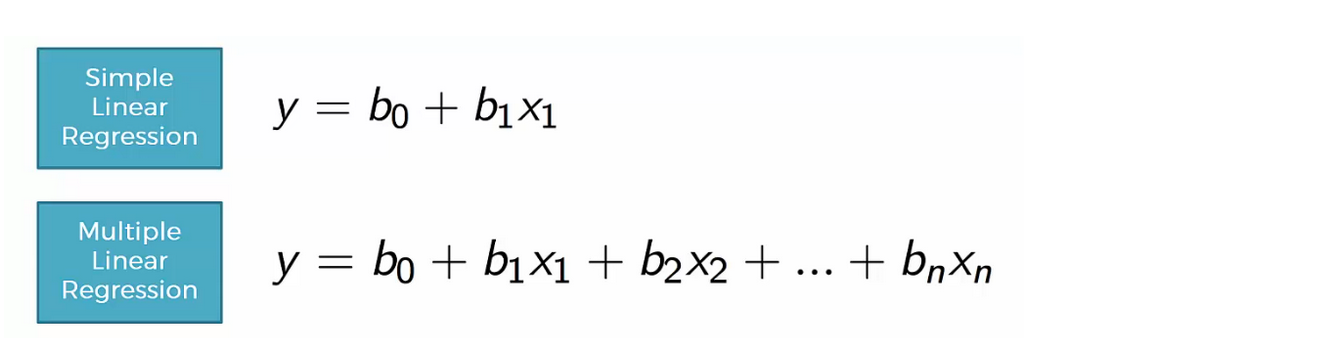 Simple
Linear
Regression
y = b₀ + b₁x₁
Multiple
Linear
Regression
y = b₀ + b₁x₁ + b₂x₂ + ... + bₙxₙ